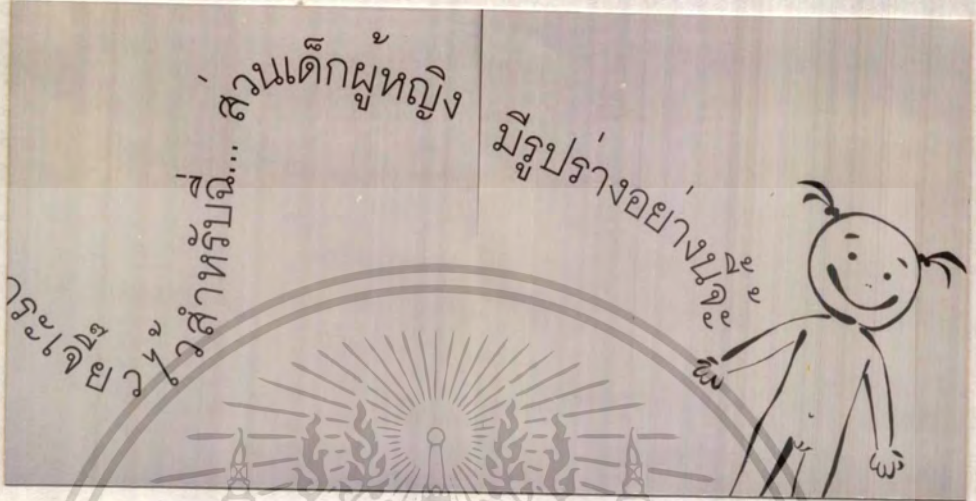 กระเจี๊ยวไว้สำหรับฉี่... ส่วนเด็กผู้หญิง
มีรูปร่างอย่างนี้จ้ะ